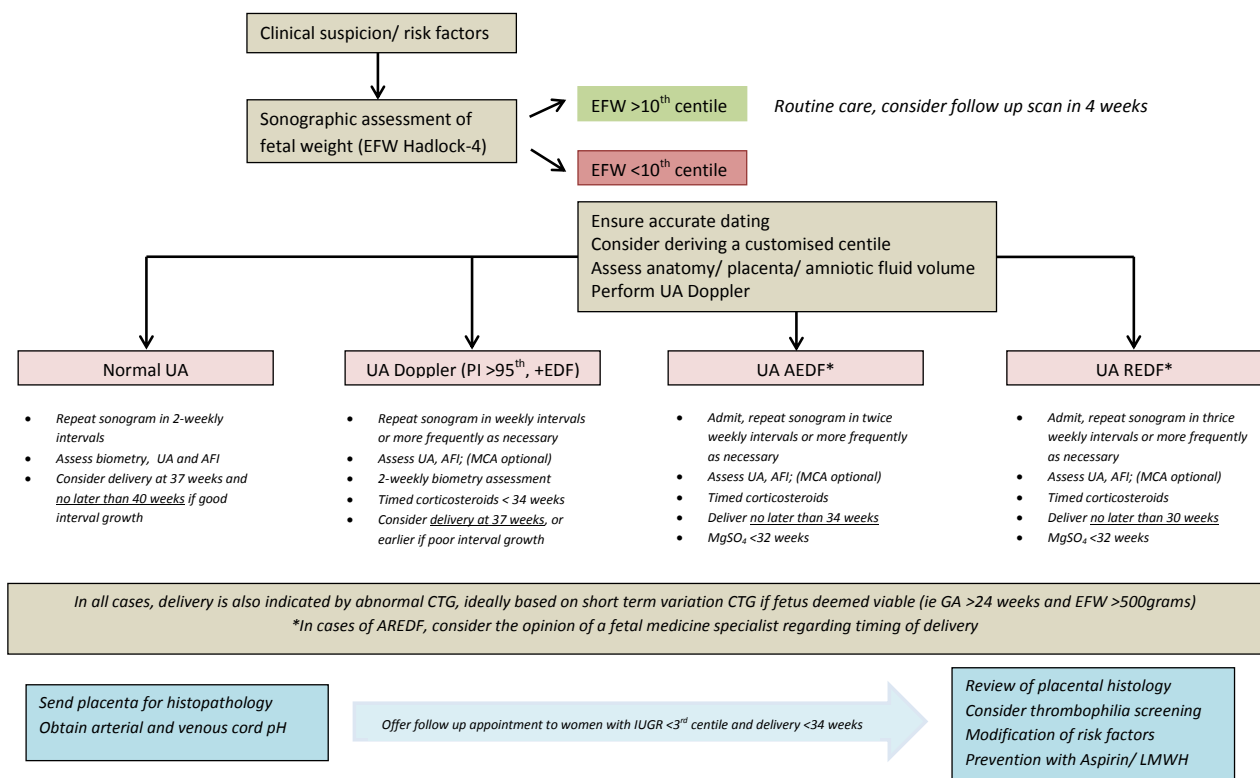 Clinical suspicion/ risk factors
Sonographic assessment of
fetal weight (EFW Hadlock-4)
EFW >10th centile
Routine care, consider follow up scan in 4 weeks
EFW <10th centile
Ensure accurate dating
Consider deriving a customised centile
Assess anatomy/ placenta/ amniotic fluid volume
Perform UA Doppler
Normal UA
• Repeat sonogram in 2-weekly
intervals
• Assess biometry, UA and AFI
• Consider delivery at 37 weeks and
no later than 40 weeks if good
interval growth
UA Doppler (PI >95th, +EDF)
• Repeat sonogram in weekly intervals
or more frequently as necessary
• Assess UA, AFI; (MCA optional)
• 2-weekly biometry assessment
• Timed corticosteroids < 34 weeks
• Consider delivery at 37 weeks, or
earlier if poor interval growth
UA AEDF*
• Admit, repeat sonogram in twice
weekly intervals or more frequently
as necessary
• Assess UA, AFI; (MCA optional)
• Timed corticosteroids
• Deliver no later than 34 weeks
• MgSO4 <32 weeks
UA REDF*
• Admit, repeat sonogram in thrice
weekly intervals or more frequently
as necessary
• Assess UA, AFI; (MCA optional)
• Timed corticosteroids
• Deliver no later than 30 weeks
• MgSO4 <32 weeks
In all cases, delivery is also indicated by abnormal CTG, ideally based on short term variation CTG if fetus deemed viable (ie GA >24 weeks and EFW >500grams)
*In cases of AREDF, consider the opinion of a fetal medicine specialist regarding timing of delivery
Send placenta for histopathology
Obtain arterial and venous cord pH
Offer follow up appointment to women with IUGR <3rd centile and delivery <34 weeks
Review of placental histology
Consider thrombophilia screening
Modification of risk factors
Prevention with Aspirin/ LMWH